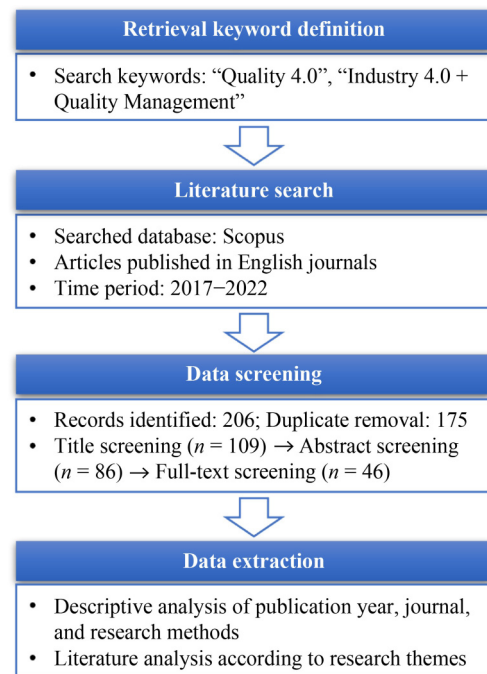 Retrieval keyword definition
• Search keywords: “Quality 4.0”, “Industry 4.0 +
Quality Management”
Literature search
• Searched database: Scopus
• Articles published in English journals
• Time period: 2017−2022
Data screening
• Records identified: 206; Duplicate removal: 175
• Title screening (n = 109) → Abstract screening
(n = 86) → Full-text screening (n = 46)
Data extraction
• Descriptive analysis of publication year, journal,
and research methods
• Literature analysis according to research themes